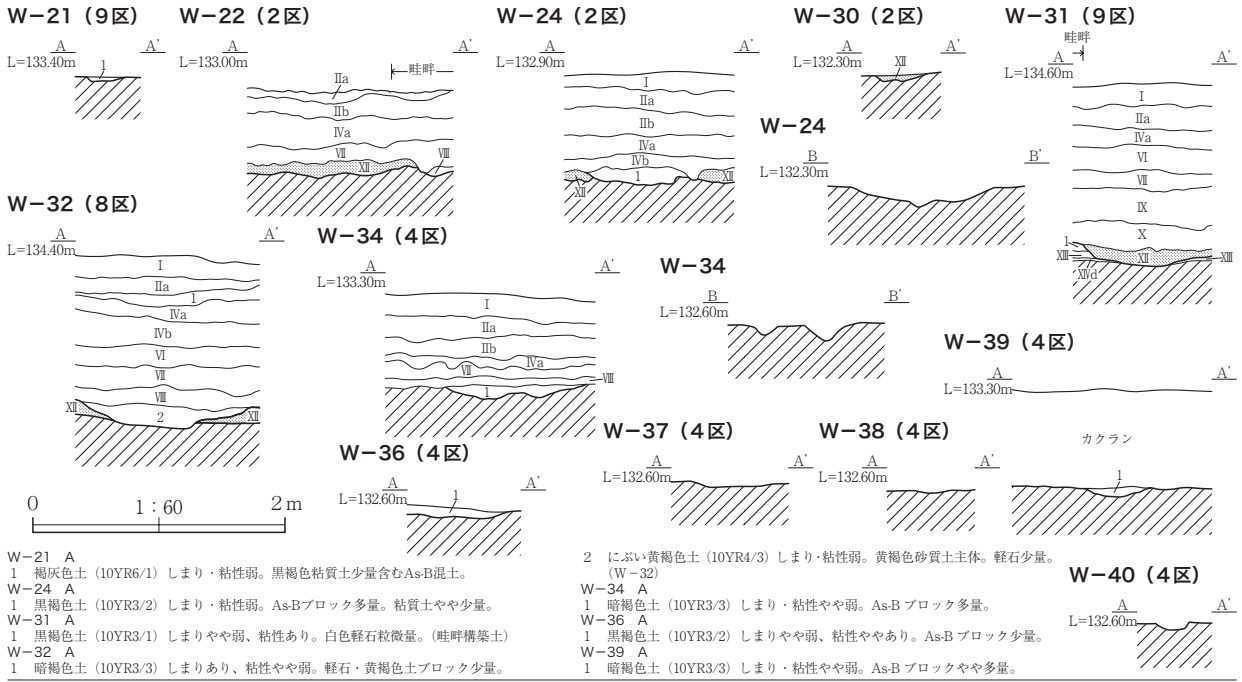 W-21（9区）
A
A'
L=133.40m
1
W-22（2区）
A
A'
L=133.00m
畦畔
Ⅱa
Ⅱb
Ⅳa
Ⅶ
Ⅷ
Ⅻ
W-24（2区）
A
A'
L=132.90m
Ⅰ
Ⅱa
Ⅱb
Ⅳa
Ⅳb
1
Ⅻ
Ⅻ
W-30（2区）
A
A'
L=132.30m
Ⅻ
W-24
B
B'
L=132.30m
W-31（9区）
畦畔
A
A'
L=134.60m
Ⅰ
Ⅱa
Ⅳa
Ⅵ
Ⅶ
Ⅸ
Ⅹ
1
Ⅻ
XIII
XIII
XIVd
W-32（8区）
A
A'
L=134.40m
Ⅰ
Ⅱa
1
Ⅳa
Ⅳb
Ⅵ
Ⅶ
Ⅷ
Ⅻ
2
Ⅻ
W-34（4区）
A
A'
L=133.30m
Ⅰ
Ⅱa
Ⅱb
Ⅳa
Ⅶ
Ⅷ
1
W-34
B
B'
L=132.60m
W-39（4区）
A
A'
L=133.30m
カクラン
1
W-36（4区）
A
A'
L=132.60m
1
W-37（4区）
A
A'
L=132.60m
W-38（4区）
A
A'
L=132.60m
0
1：60
2m
W-21 A
1 褐灰色土（10YR6/1）しまり・粘性弱。黒褐色粘質土少量含むAs-B混土。
W-24 A
1 黒褐色土（10YR3/2）しまり・粘性弱。As-Bブロック多量。粘質土やや少量。
W-31 A
1 黒褐色土（10YR3/1）しまりやや弱、粘性あり。白色軽石粒微量。（畦畔構築土）
W-32 A
1 暗褐色土（10YR3/3）しまりあり、粘性やや弱。軽石・黄褐色土ブロック少量。
2 にぶい黄褐色土（10YR4/3）しまり・粘性弱。黄褐色砂質土主体。軽石少量。
（W-32）
W-34 A
1 暗褐色土（10YR3/3）しまり・粘性やや弱。As-B ブロック多量。
W-36 A
1 黒褐色土（10YR3/2）しまりやや弱、粘性ややあり。As-B ブロック少量。
W-39 A
1 暗褐色土（10YR3/3）しまり・粘性やや弱。As-B ブロックやや多量。
W-40（4区）
A
A'
L=132.60m